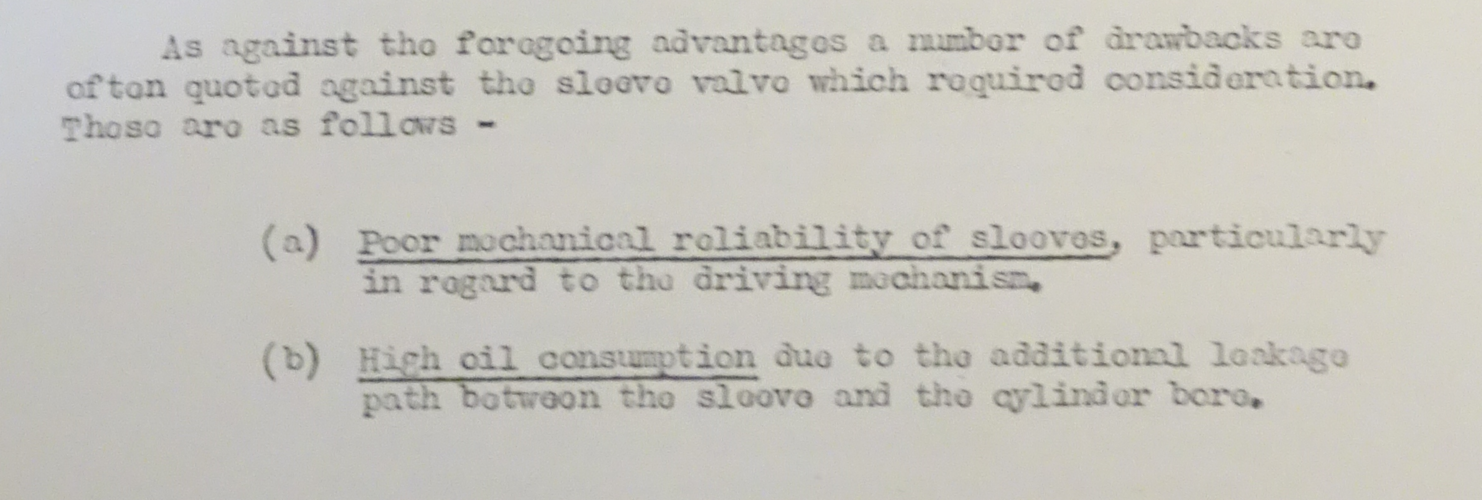 As against the foregoing advantages a number of drawbacks are
often quoted against the sleeve valve which required consideration.
These are as follows -
(a) Poor mechanical reliability of sleeves, particularly
in regard to the driving mechanism.
(b) High oil consumption due to the additional leakage
path between the sleeve and the cylinder bore.